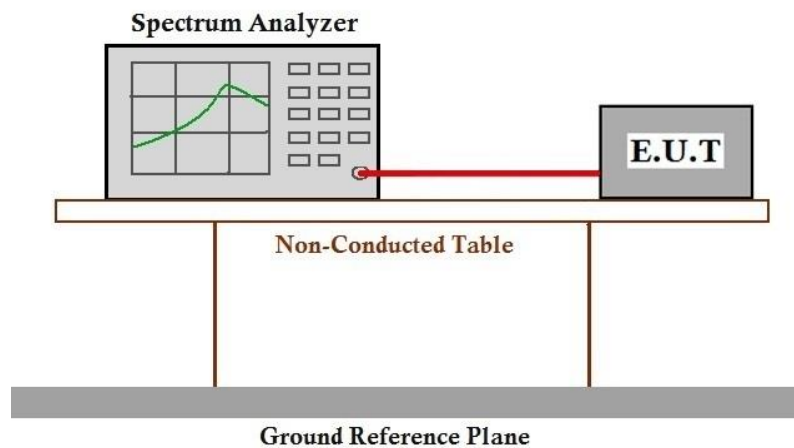 Spectrum Analyzer
E.U.T
Non-Conducted Table
Ground Reference Plane